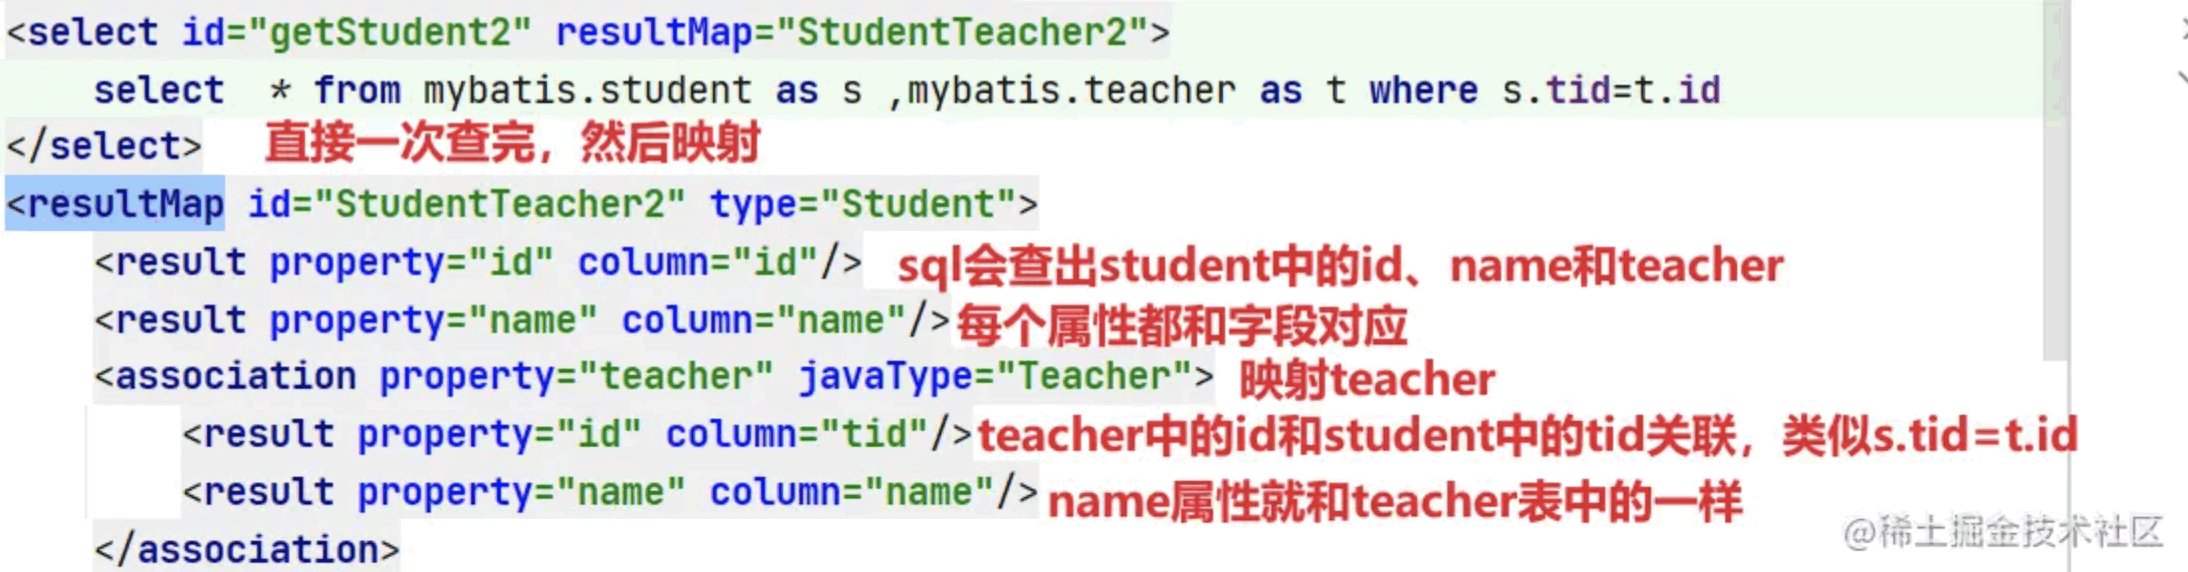 <select id="getStudent2" resultMap="StudentTeacher2">
select * from mybatis.student as s ,mybatis.teacher as t where s.tid=t.id
</select> 直接一次查完，然后映射
<resultMap id="StudentTeacher2" type="Student">
<result property="id" column="id"/> sql会查出student中的id、name和teacher
<result property="name" column="name"/> 每个属性都和字段对应
<association property="teacher" javaType="Teacher"> 映射teacher
<result property="id" column="tid"/> teacher中的id和student中的tid关联，类似s.tid=t.id
<result property="name" column="name"/> name属性就和teacher表中的一样
</association>
@稀土掘金技术社区